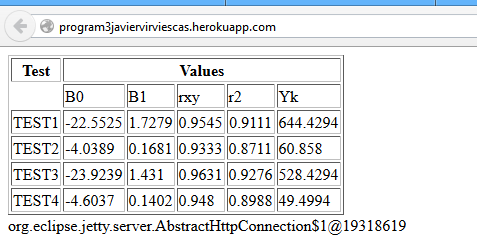 program3javiervirviescas.herokuapp.com
Test Values
B0 B1 rxy r2 Yk
TEST1 -22.5525 1.7279 0.9545 0.9111 644.4294
TEST2 -4.0389 0.1681 0.9333 0.8711 60.858
TEST3 -23.9239 1.431 0.9631 0.9276 528.4294
TEST4 -4.6037 0.1402 0.948 0.8988 49.4994
org.eclipse.jetty.server.AbstractHttpConnection$1@19318619